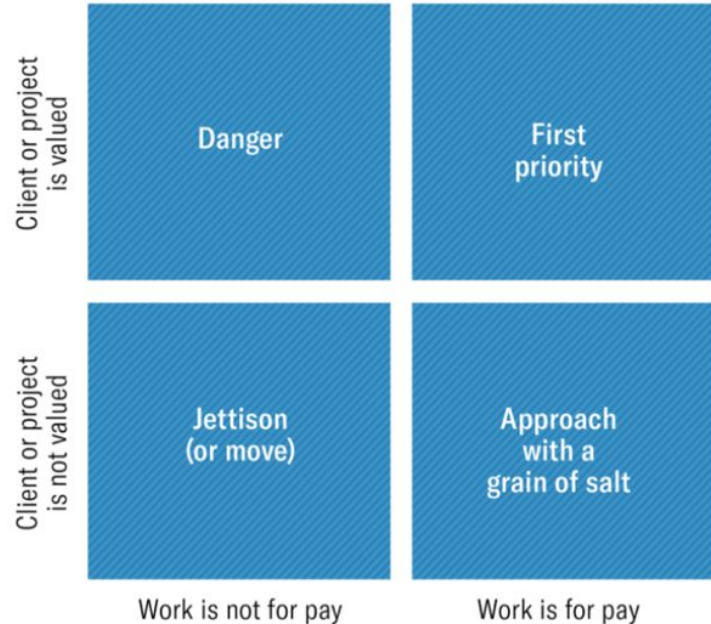 Client or project
is valued
Danger
First
priority
Client or project
is not valued
Jettison
(or move)
Approach
with a
grain of salt
Work is not for pay
Work is for pay